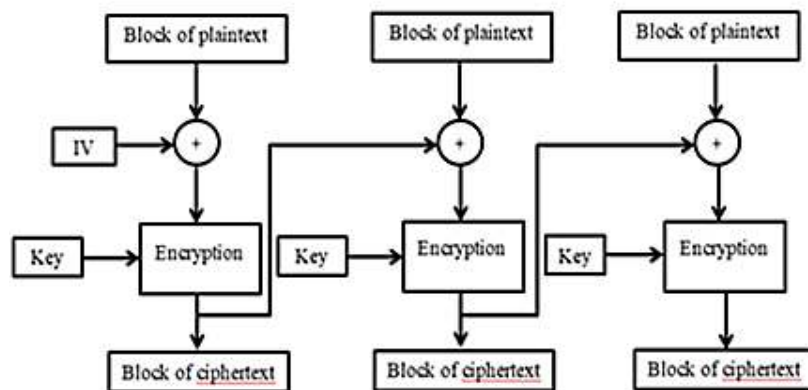 Block of plaintext
Block of plaintext
Block of plaintext
IV
+
+
+
Key
Encryption
Key
Encryption
Key
Encryption
Block of ciphertext
Block of ciphertext
Block of ciphertext